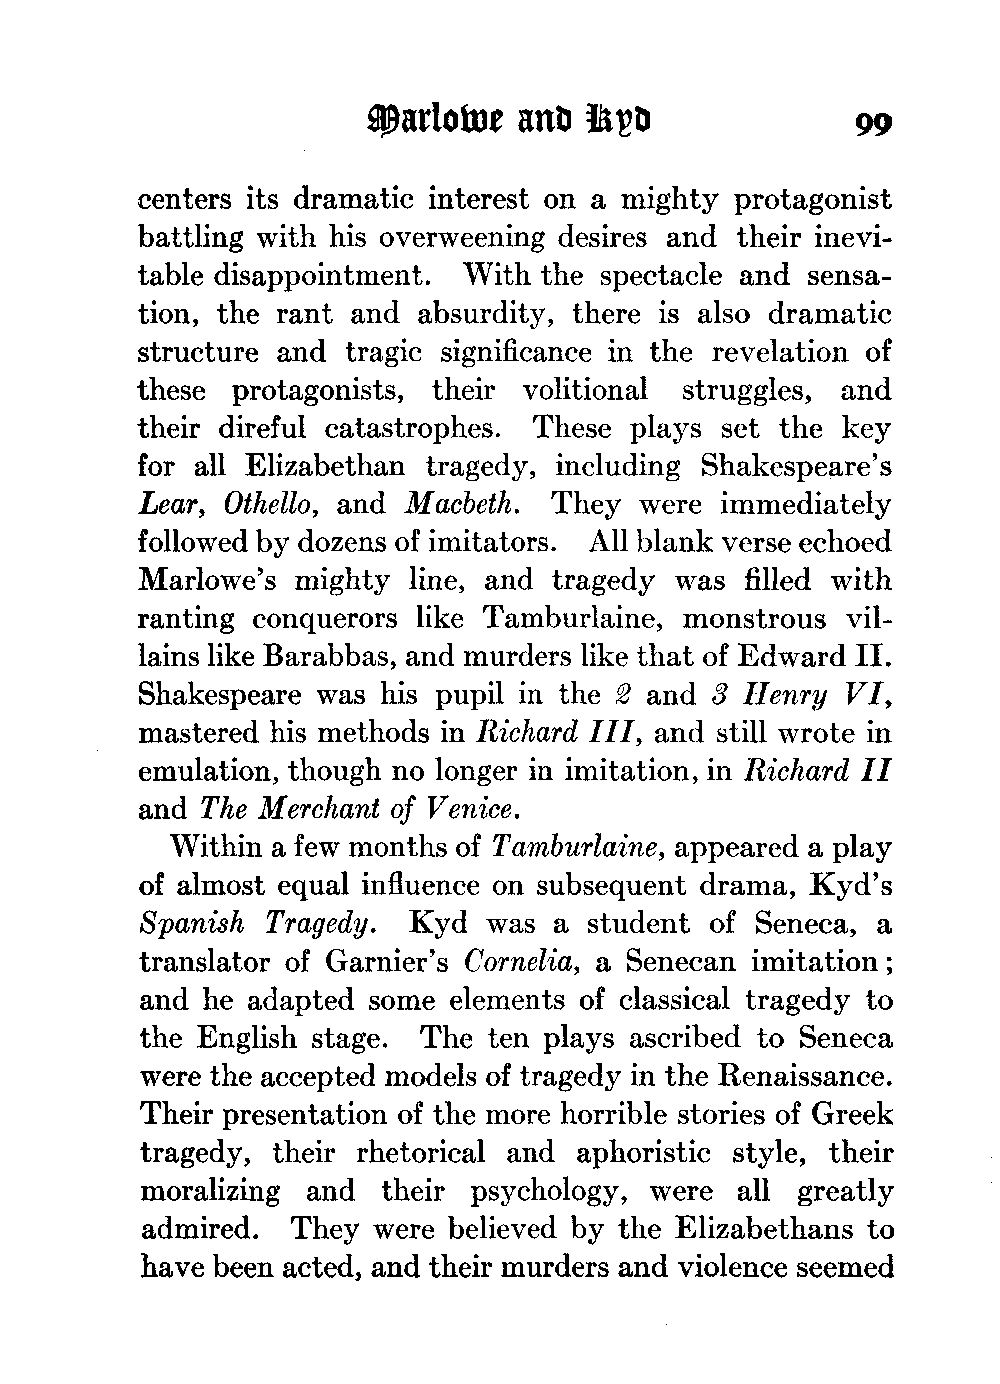 Marlowe and Kyd 99
centers its dramatic interest on a mighty protagonist
battling with his overweening desires and their inevi-
table disappointment. With the spectacle and sensa-
tion, the rant and absurdity, there is also dramatic
structure and tragic significance in the revelation of
these protagonists, their volitional struggles, and
their direful catastrophes. These plays set the key
for all Elizabethan tragedy, including Shakespeare's
Lear, Othello, and Macbeth. They were immediately
followed by dozens of imitators. All blank verse echoed
Marlowe's mighty line, and tragedy was filled with
ranting conquerors like Tamburlaine, monstrous vil-
lains like Barabbas, and murders like that of Edward II.
Shakespeare was his pupil in the 2 and 3 Henry VI,
mastered his methods in Richard III, and still wrote in
emulation, though no longer in imitation, in Richard II
and The Merchant of Venice.
Within a few months of Tamburlaine, appeared a play
of almost equal influence on subsequent drama, Kyd's
Spanish Tragedy. Kyd was a student of Seneca, a
translator of Garnier's Cornelia, a Senecan imitation;
and he adapted some elements of classical tragedy to
the English stage. The ten plays ascribed to Seneca
were the accepted models of tragedy in the Renaissance.
Their presentation of the more horrible stories of Greek
tragedy, their rhetorical and aphoristic style, their
moralizing and their psychology, were all greatly
admired. They were believed by the Elizabethans to
have been acted, and their murders and violence seemed